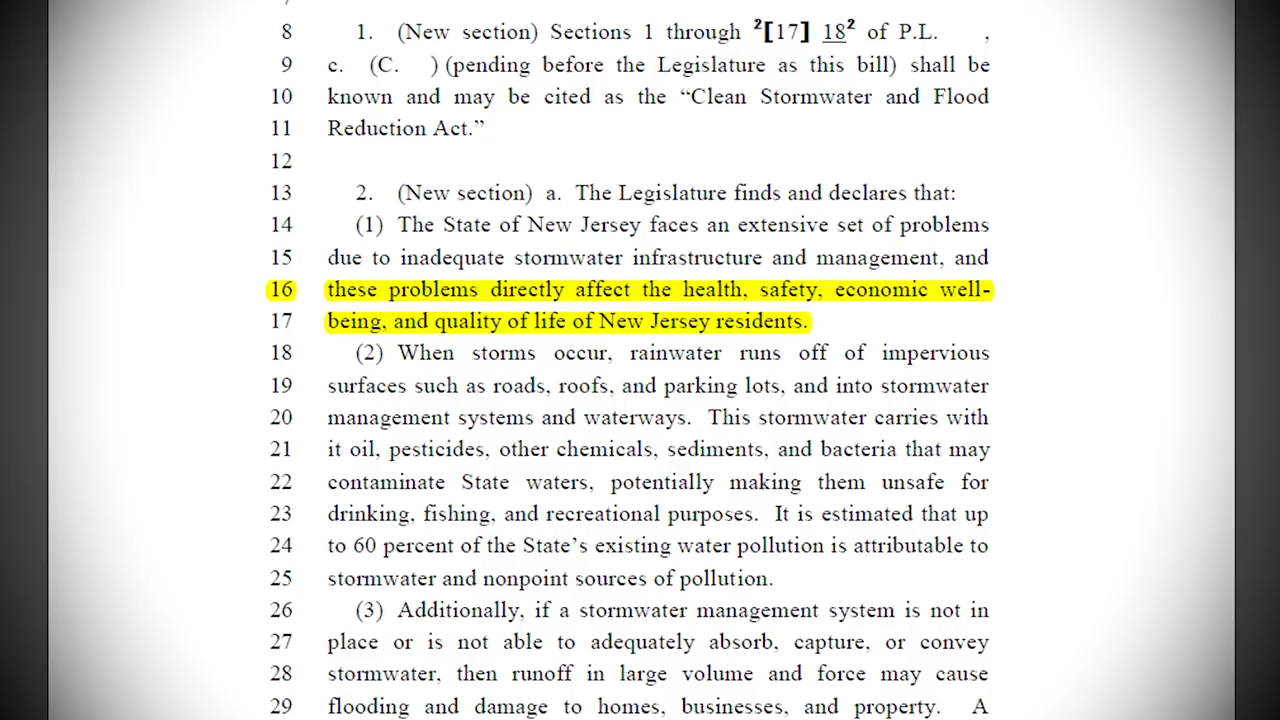 8 1. (New section) Sections 1 through ²[17] 18² of P.L. ,
9 c. (C. ) (pending before the Legislature as this bill) shall be
10 known and may be cited as the “Clean Stormwater and Flood
11 Reduction Act.”
12
13 2. (New section) a. The Legislature finds and declares that:
14 (1) The State of New Jersey faces an extensive set of problems
15 due to inadequate stormwater infrastructure and management, and
16 these problems directly affect the health, safety, economic well-
17 being, and quality of life of New Jersey residents.
18 (2) When storms occur, rainwater runs off of impervious
19 surfaces such as roads, roofs, and parking lots, and into stormwater
20 management systems and waterways. This stormwater carries with
21 it oil, pesticides, other chemicals, sediments, and bacteria that may
22 contaminate State waters, potentially making them unsafe for
23 drinking, fishing, and recreational purposes. It is estimated that up
24 to 60 percent of the State’s existing water pollution is attributable to
25 stormwater and nonpoint sources of pollution.
26 (3) Additionally, if a stormwater management system is not in
27 place or is not able to adequately absorb, capture, or convey
28 stormwater, then runoff in large volume and force may cause
29 flooding and damage to homes, businesses, and property. A